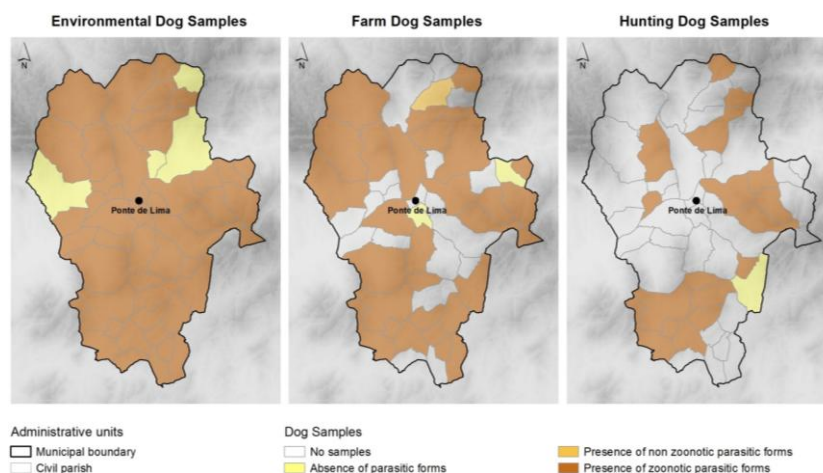 Environmental Dog Samples
Farm Dog Samples
Hunting Dog Samples
N
N
N
Ponte de Lima
Ponte de Lima
Ponte de Lima
Administrative units
Municipal boundary
Civil parish
Dog Samples
No samples
Absence of parasitic forms
Presence of non zoonotic parasitic forms
Presence of zoonotic parasitic forms